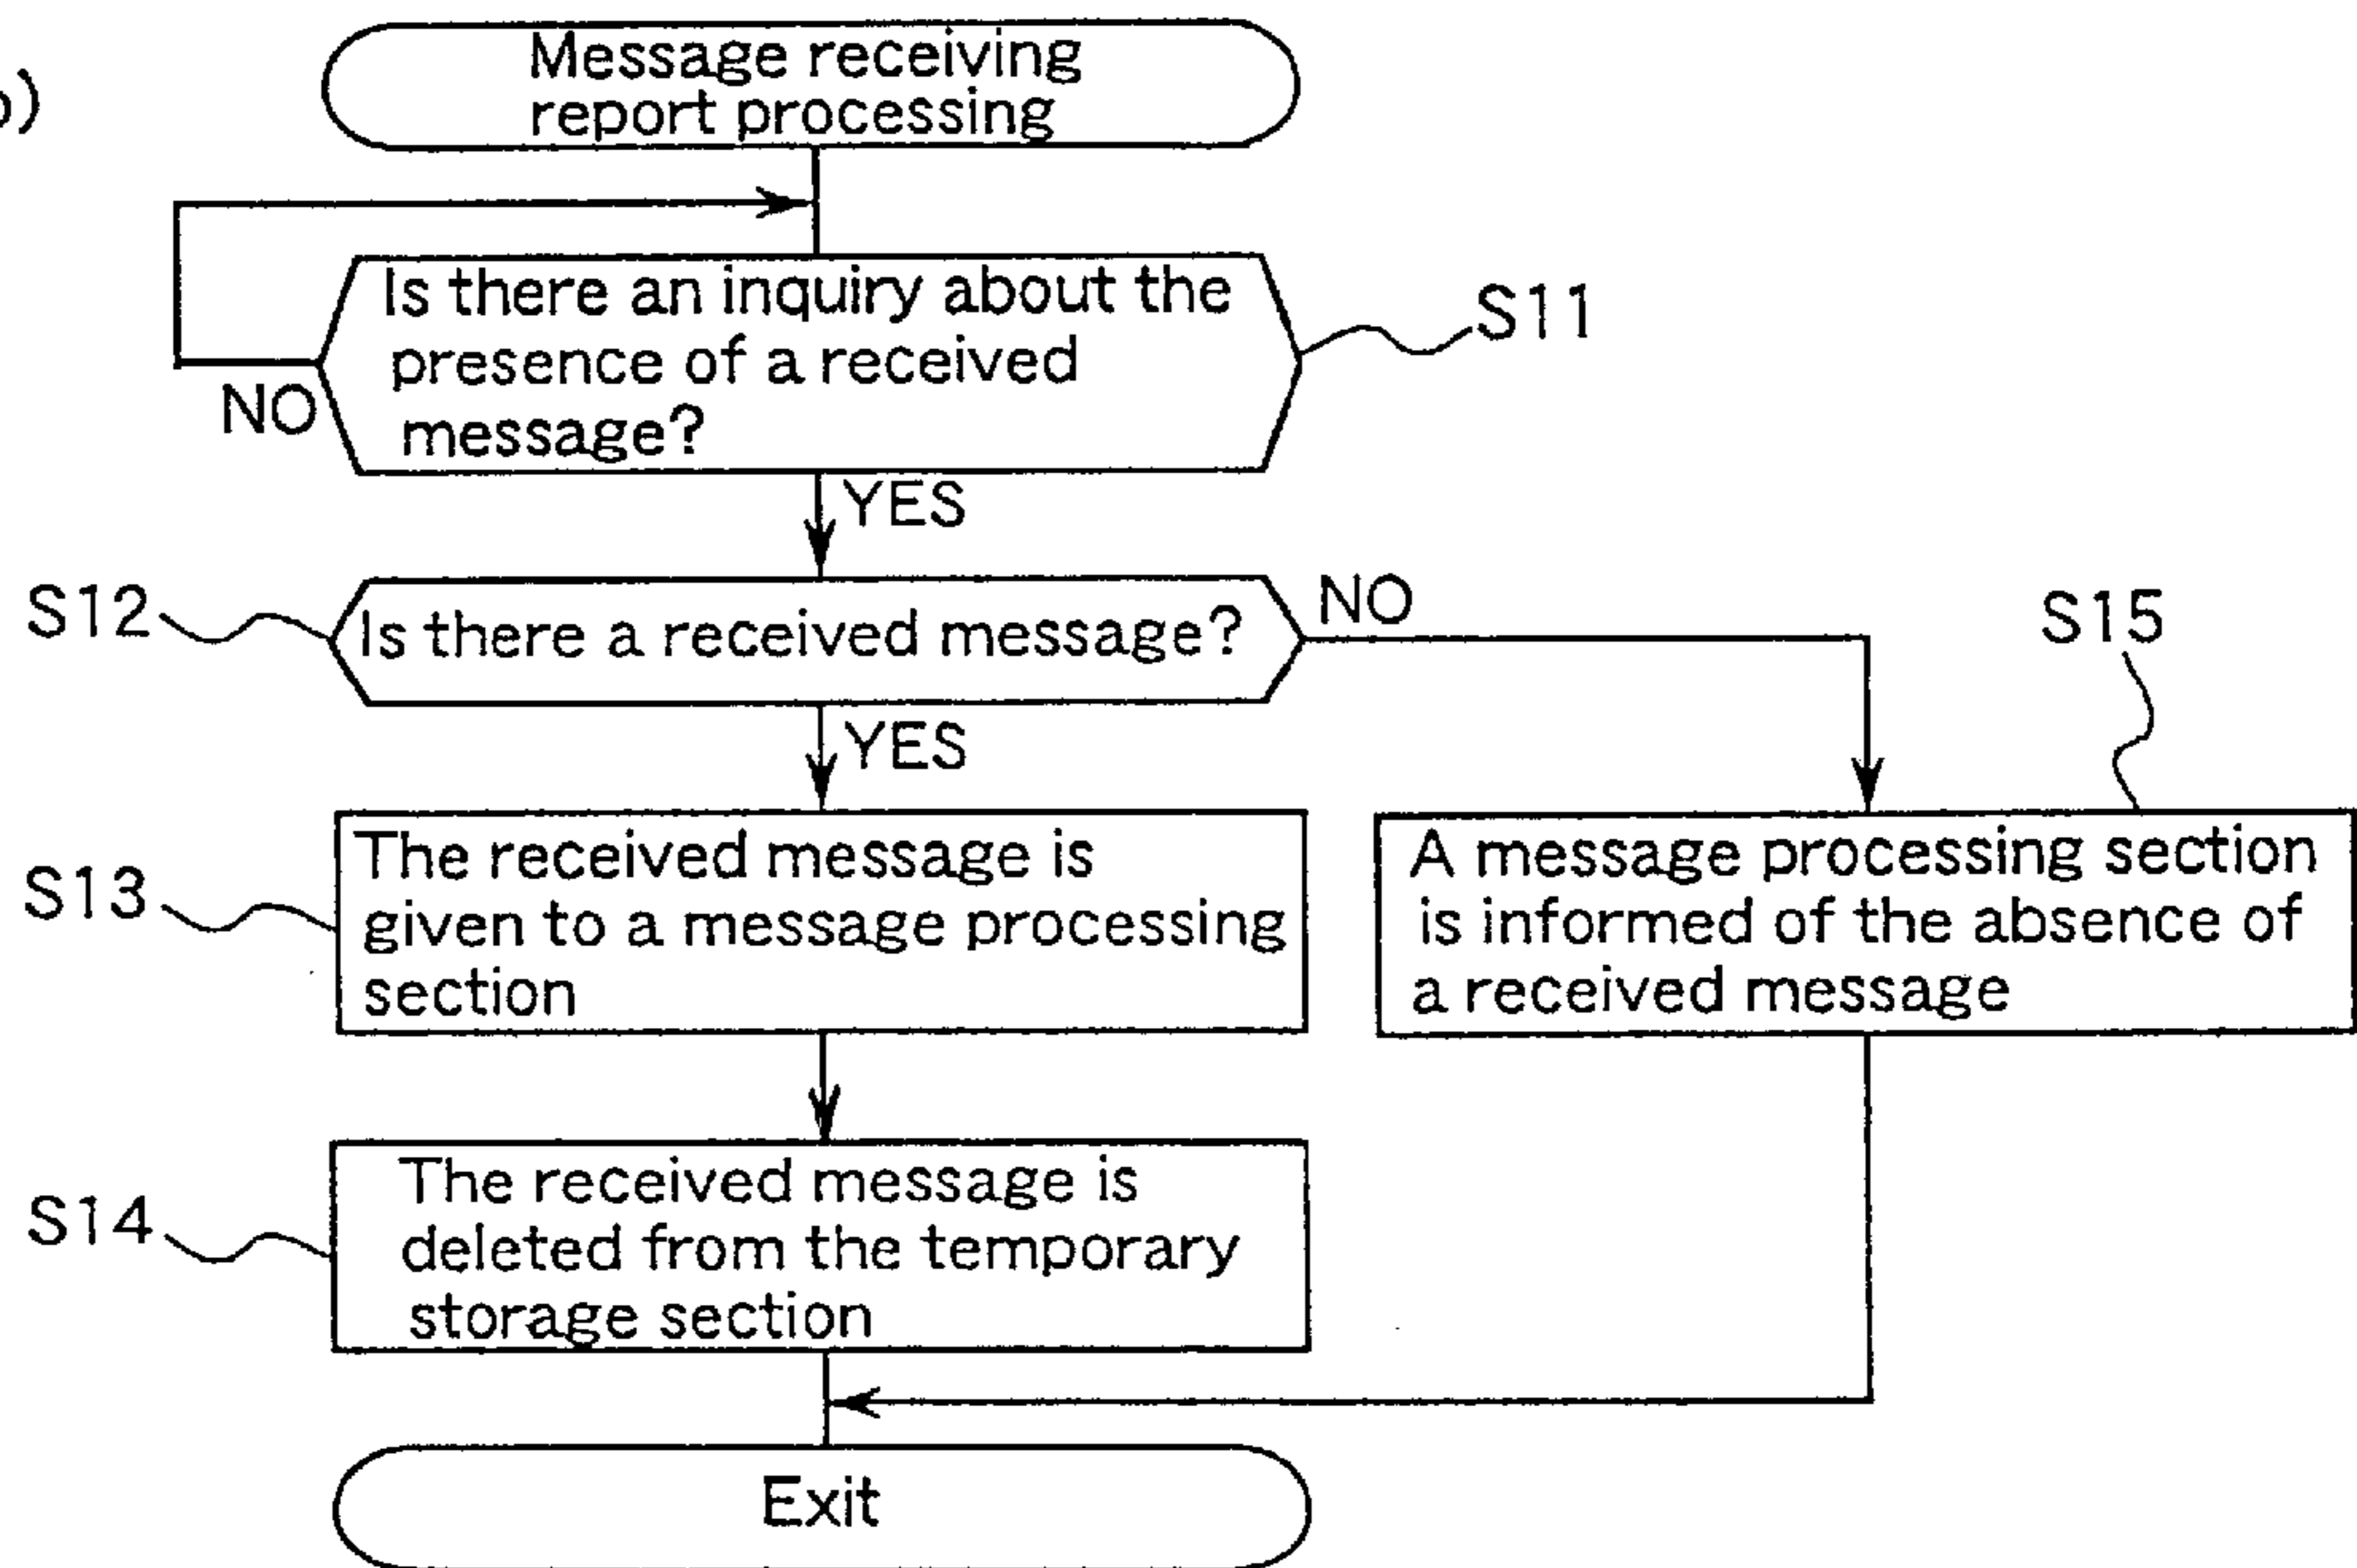 Message receiving
report processing
Is there an inquiry about the
presence of a received
message?
S11
NO
YES
S12
Is there a received message?
NO
S15
YES
S13
The received message is
given to a message processing
section
A message processing section
is informed of the absence of
a received message
S14
The received message is
deleted from the temporary
storage section
Exit